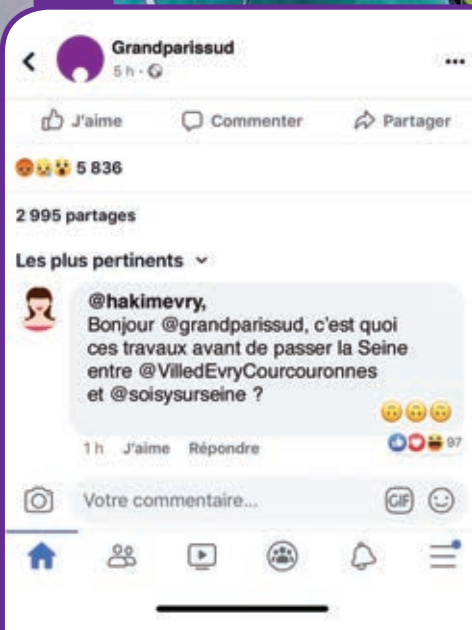 Grandparissud
5 h ·
J'aime Commenter Partager
5 836
2 995 partages
Les plus pertinents
@hakimevry,
Bonjour @grandparissud, c'est quoi
ces travaux avant de passer la Seine
entre @VilledEvryCourcouronnes
et @soisysurseine ?
97
1 h J'aime Répondre
Votre commentaire... GIF